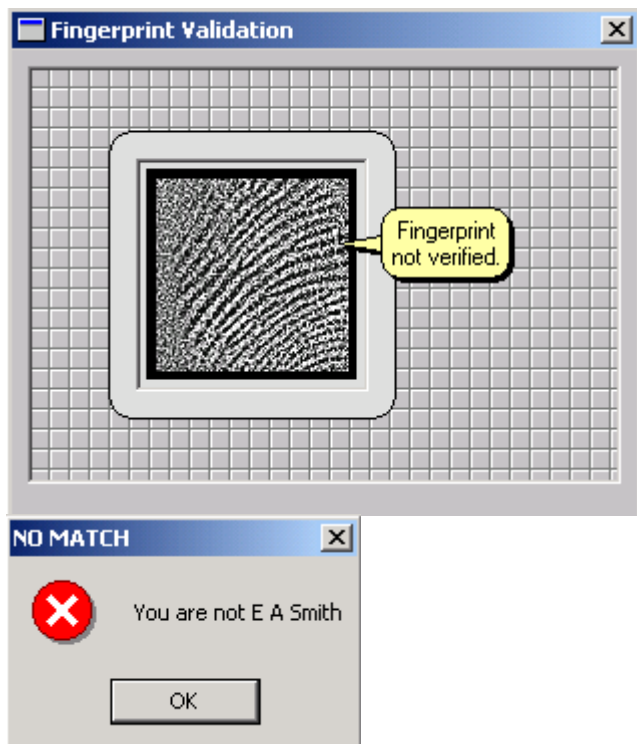 Fingerprint Validation
Fingerprint
not verified.
NO MATCH
You are not E A Smith
OK